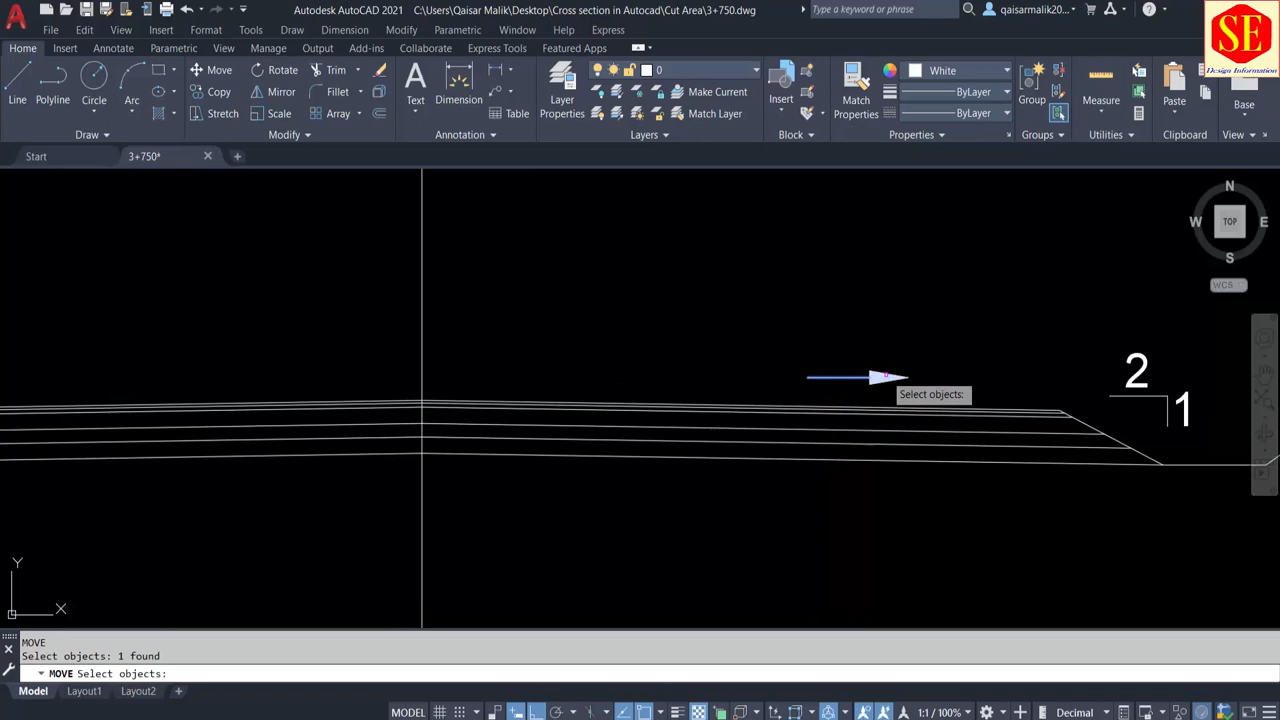 Autodesk AutoCAD 2021 C:\Users\Qaisar Malik\Desktop\Cross section in Autocad\Cut Area\3+750.dwg
Type a keyword or phrase
qaisarmalik20...
SE
Design Information
File Edit View Insert Format Tools Draw Dimension Modify Parametric Window Help Express
Home Insert Annotate Parametric View Manage Output Add-ins Collaborate Express Tools Featured Apps
Line Polyline Circle Arc
Move Rotate Trim
Copy Mirror Fillet
Stretch Scale Array
Text Dimension Table
Layer Properties
0
Make Current
Match Layer
Insert
Match Properties
White
ByLayer
ByLayer
Group
Measure
Paste
Base
Draw Modify Annotation Layers Block Properties Groups Utilities Clipboard View
Start 3+750*
N
W TOP E
S
WCS
2
1
Select objects:
Y
X
MOVE
Select objects: 1 found
MOVE Select objects:
Model Layout1 Layout2
MODEL 1:1 / 100% Decimal